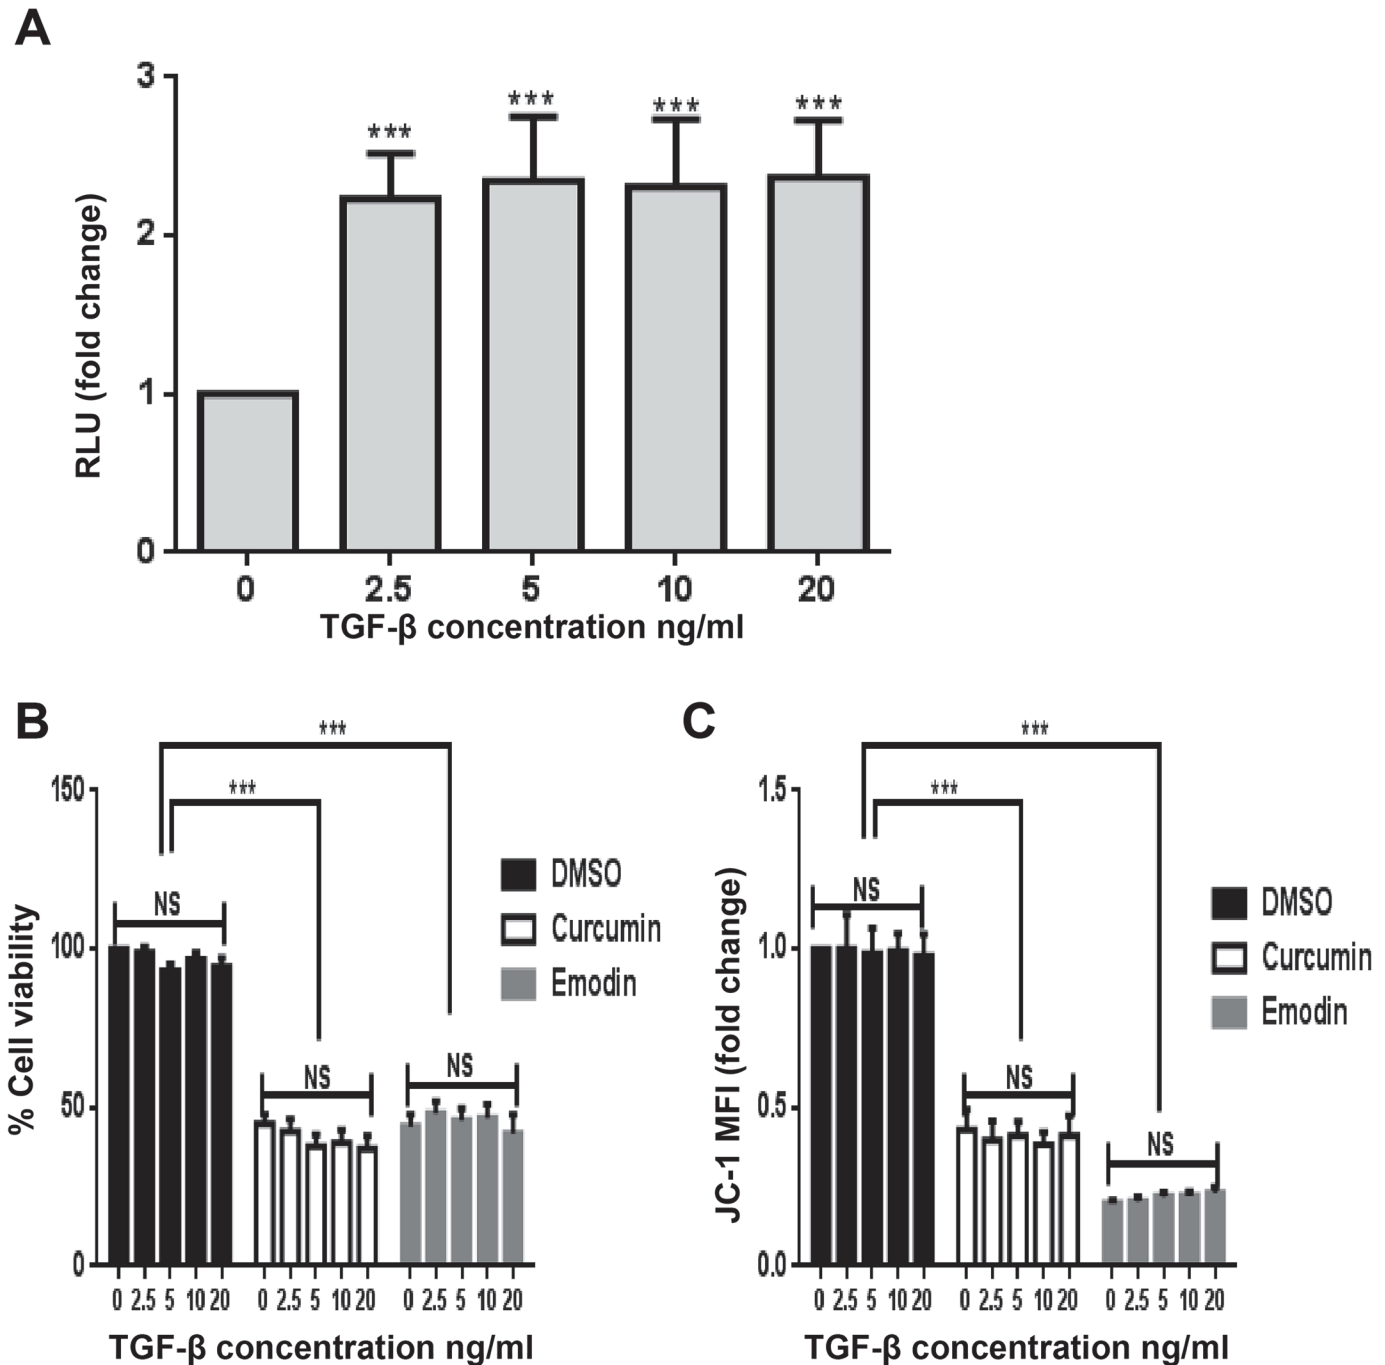 A
3
2
1
0
RLU (fold change)
***
***
***
***
0 2.5 5 10 20
TGF-β concentration ng/ml
B
***
***
150
100
50
0
% Cell viability
NS
NS
NS
DMSO
Curcumin
Emodin
0 2.5 5 10 20 0 2.5 5 10 20 0 2.5 5 10 20
TGF-β concentration ng/ml
C
***
***
1.5
1.0
0.5
0.0
JC-1 MFI (fold change)
NS
NS
NS
DMSO
Curcumin
Emodin
0 2.5 5 10 20 0 2.5 5 10 20 0 2.5 5 10 20
TGF-β concentration ng/ml